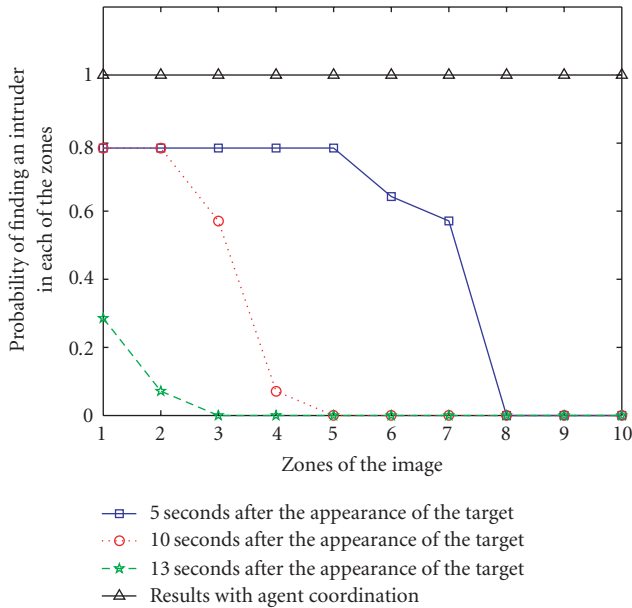 Probability of finding an intruder
in each of the zones
1
0.8
0.6
0.4
0.2
0
1 2 3 4 5 6 7 8 9 10
Zones of the image
5 seconds after the appearance of the target
10 seconds after the appearance of the target
13 seconds after the appearance of the target
Results with agent coordination